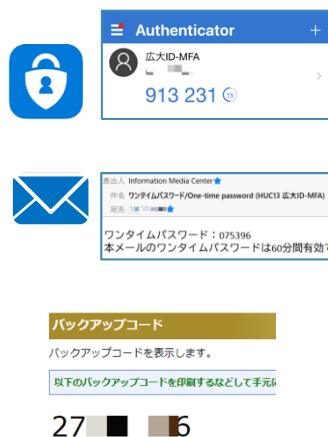 Authenticator
広大ID-MFA
913 231
15
差出人 Information Media Center
件名 ワンタイムパスワード/One-time password (HUC13 広大ID-MFA)
宛先
ワンタイムパスワード：075396
本メールのワンタイムパスワードは60分間有効で
バックアップコード
バックアップコードを表示します。
以下のバックアップコードを印刷するなどして手元に
27 6